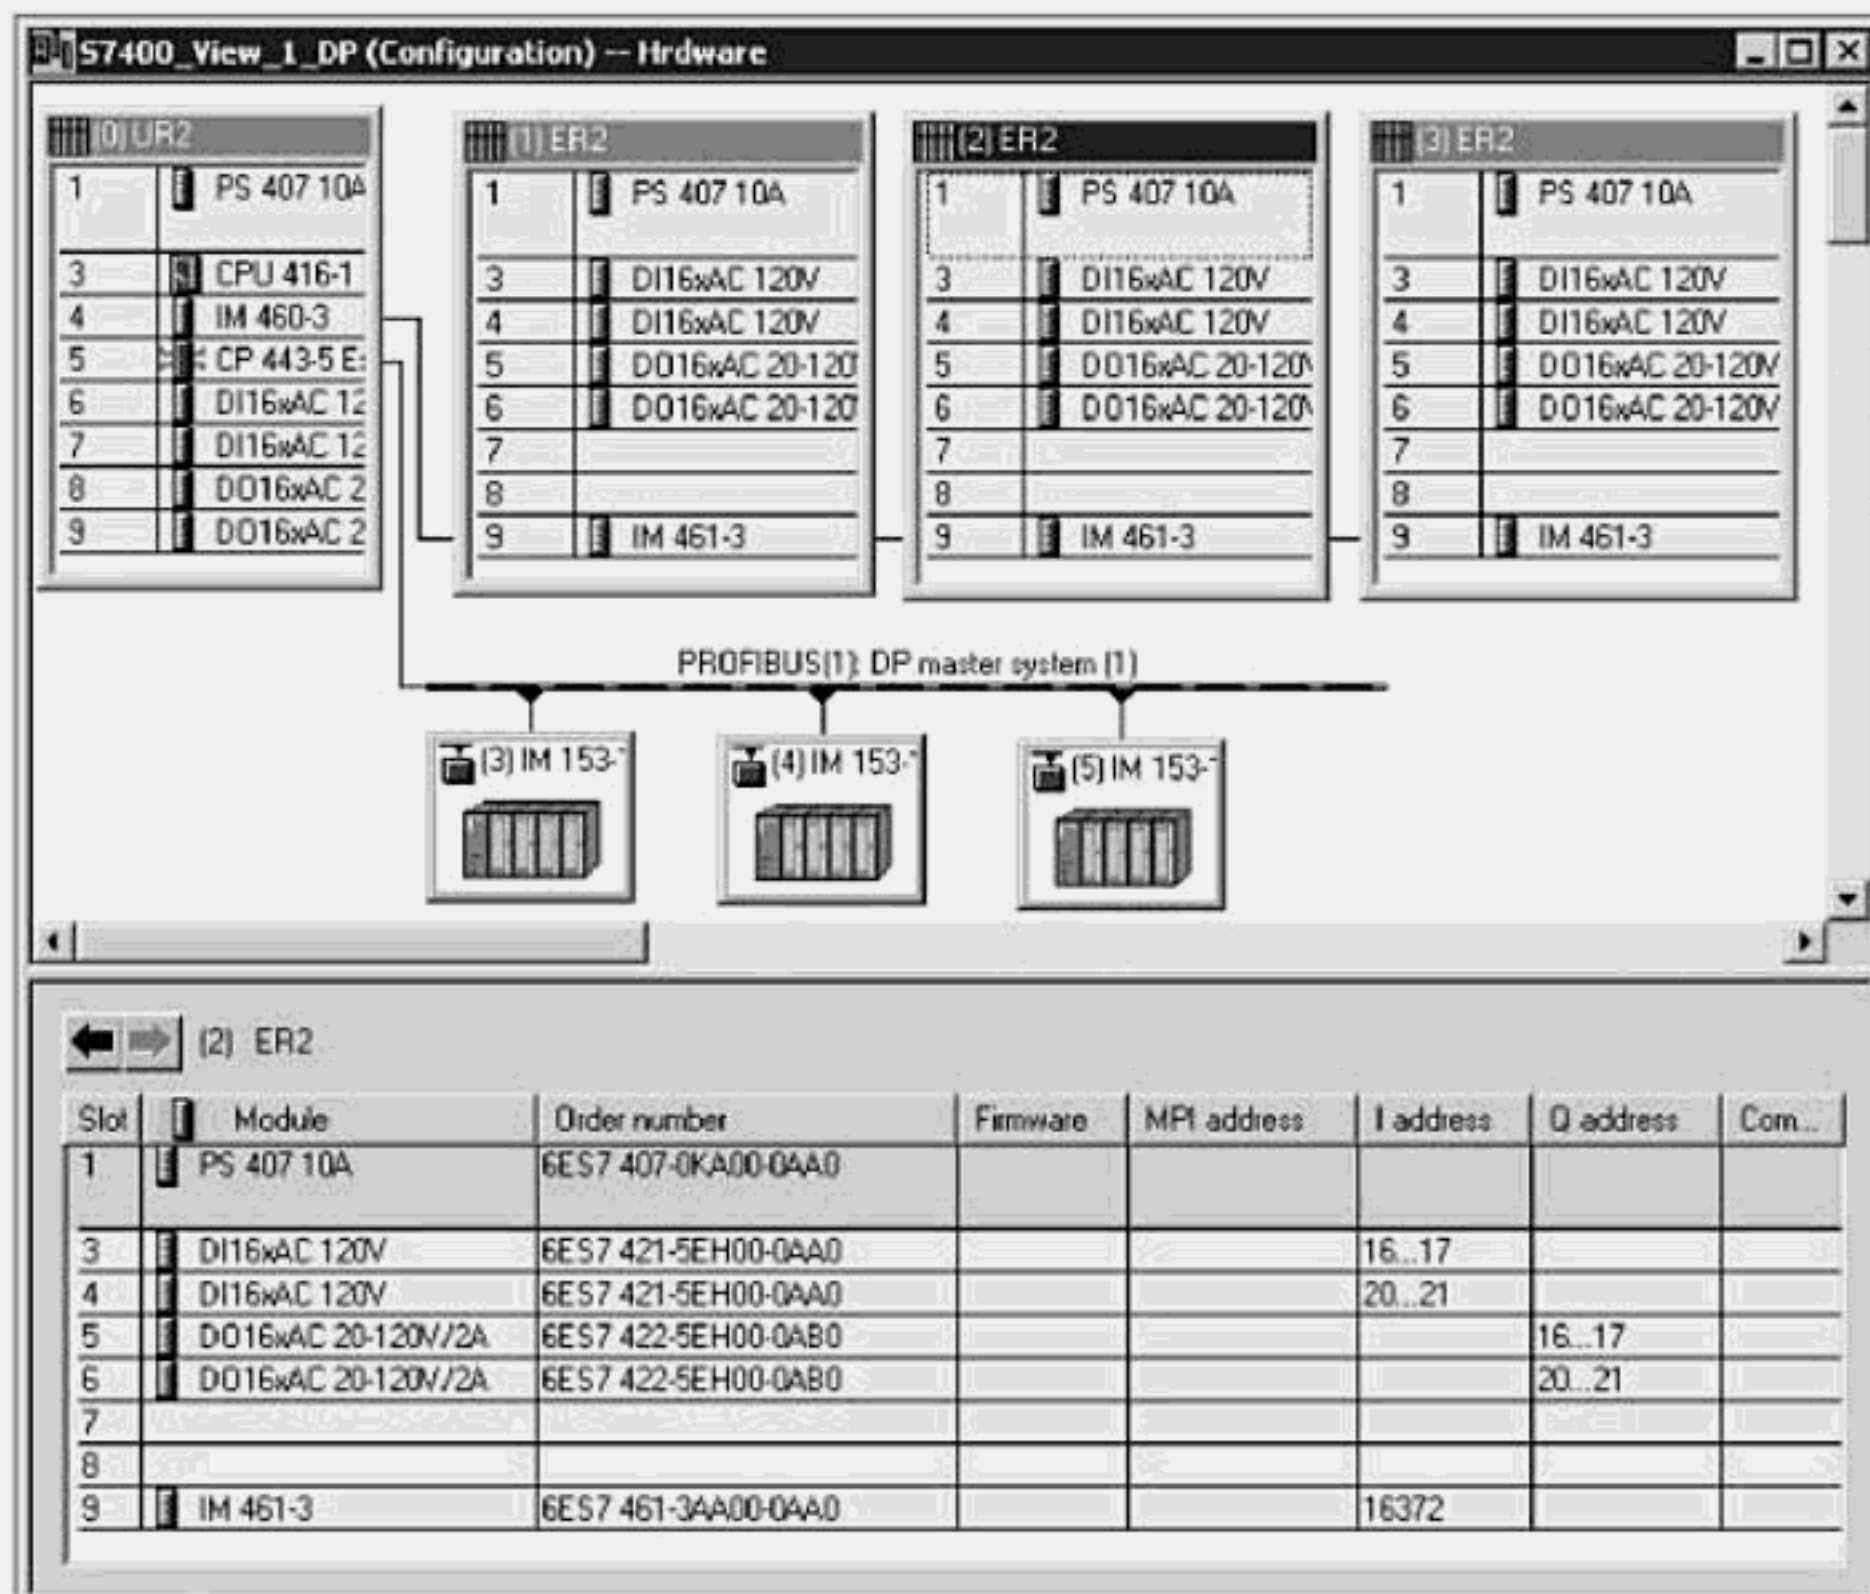 S7400_View_1_DP (Configuration) -- Hrdware
(0) UR2
1 PS 407 10A
3 CPU 416-1
4 IM 460-3
5 CP 443-5 E
6 DI16xAC 12
7 DI16xAC 12
8 DO16xAC 2
9 DO16xAC 2
(1) ER2
1 PS 407 10A
3 DI16xAC 120V
4 DI16xAC 120V
5 DO16xAC 20-120
6 DO16xAC 20-120
7
8
9 IM 461-3
(2) ER2
1 PS 407 10A
3 DI16xAC 120V
4 DI16xAC 120V
5 DO16xAC 20-120V
6 DO16xAC 20-120V
7
8
9 IM 461-3
(3) ER2
1 PS 407 10A
3 DI16xAC 120V
4 DI16xAC 120V
5 DO16xAC 20-120V
6 DO16xAC 20-120V
7
8
9 IM 461-3
PROFIBUS(1): DP master system (1)
(3) IM 153-
(4) IM 153-
(5) IM 153-
(2) ER2
Slot Module Order number Firmware MPI address I address Q address Com...
1 PS 407 10A 6ES7 407-0KA00-0AA0
3 DI16xAC 120V 6ES7 421-5EH00-0AA0 16...17
4 DI16xAC 120V 6ES7 421-5EH00-0AA0 20...21
5 DO16xAC 20-120V/2A 6ES7 422-5EH00-0AB0 16...17
6 DO16xAC 20-120V/2A 6ES7 422-5EH00-0AB0 20...21
7
8
9 IM 461-3 6ES7 461-3AA00-0AA0 16372